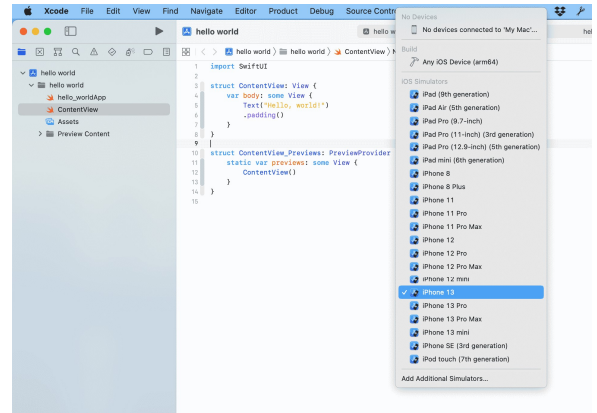 Xcode File Edit View Find Navigate Editor Product Debug Source Contro
hello world
hello w
hel
hello world
hello world
hello_worldApp
ContentView
Assets
Preview Content
hello world hello world ContentView
1 import SwiftUI
2
3 struct ContentView: View {
4 var body: some View {
5 Text("Hello, world!")
6 .padding()
7 }
8 }
9
10 struct ContentView_Previews: PreviewProvider
11 static var previews: some View {
12 ContentView()
13 }
14 }
15
No Devices
No devices connected to 'My Mac'...
Build
Any iOS Device (arm64)
iOS Simulators
iPad (9th generation)
iPad Air (5th generation)
iPad Pro (9.7-inch)
iPad Pro (11-inch) (3rd generation)
iPad Pro (12.9-inch) (5th generation)
iPad mini (6th generation)
iPhone 8
iPhone 8 Plus
iPhone 11
iPhone 11 Pro
iPhone 11 Pro Max
iPhone 12
iPhone 12 Pro
iPhone 12 Pro Max
iPhone 12 mini
iPhone 13
iPhone 13 Pro
iPhone 13 Pro Max
iPhone 13 mini
iPhone SE (3rd generation)
iPod touch (7th generation)
Add Additional Simulators...